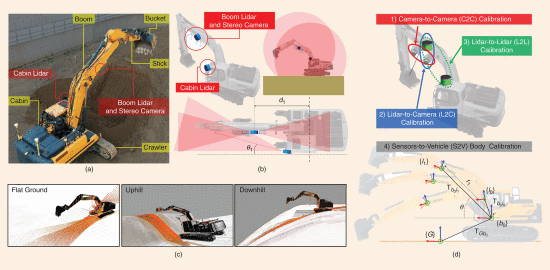 Boom
Bucket
Cabin Lidar
Stick
Cabin
Boom Lidar
and Stereo Camera
Crawler
(a)
Boom Lidar
and Stereo Camera
Cabin Lidar
(b)
Flat Ground
Uphill
Downhill
(c)
1) Camera-to-Camera (C2C) Calibration
3) Lidar-to-Lidar (L2L)
Calibration
2) Lidar-to-Camera (L2C)
Calibration
4) Sensors-to-Vehicle (S2V) Body Calibration
{G}
(d)